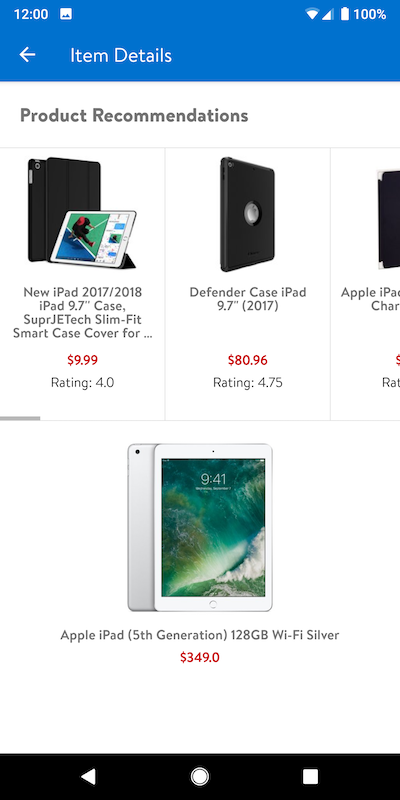 12:00
100%
Item Details
Product Recommendations
New iPad 2017/2018
iPad 9.7" Case,
SuprJETech Slim-Fit
Smart Case Cover for ...
$9.99
Rating: 4.0
Defender Case iPad
9.7" (2017)
$80.96
Rating: 4.75
Apple iPa
Char
$
Rat
9:41
Apple iPad (5th Generation) 128GB Wi-Fi Silver
$349.0